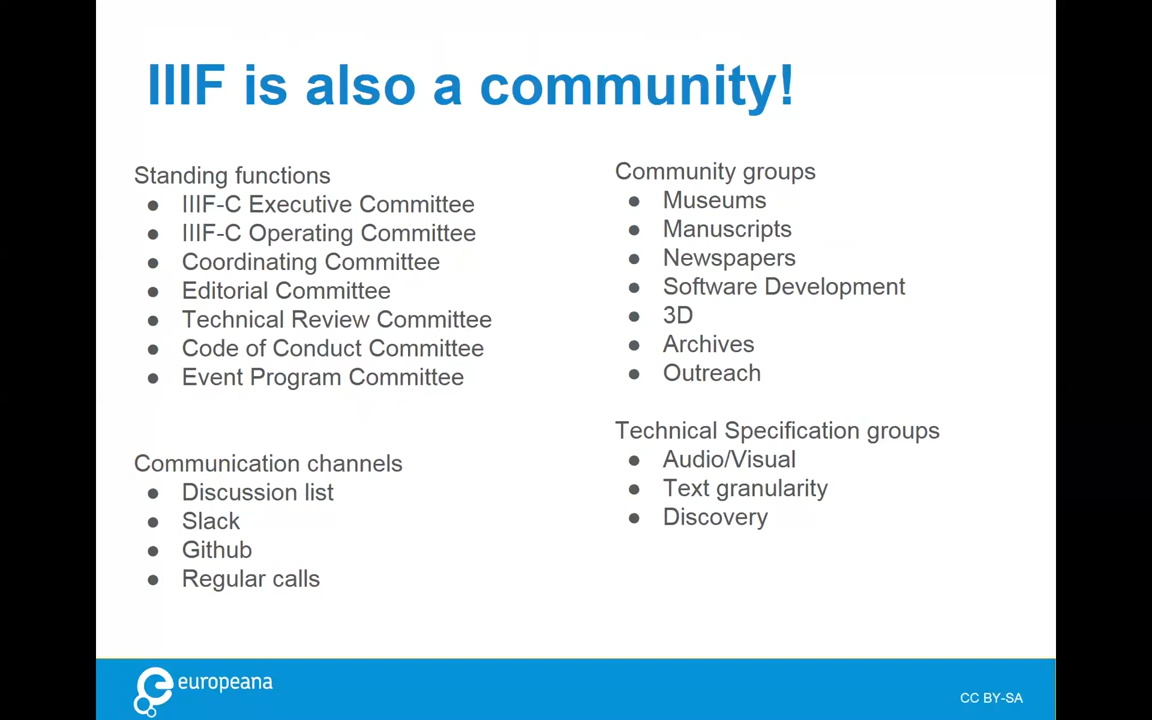 IIIF is also a community!
Standing functions
● IIIF-C Executive Committee
● IIIF-C Operating Committee
● Coordinating Committee
● Editorial Committee
● Technical Review Committee
● Code of Conduct Committee
● Event Program Committee
Communication channels
● Discussion list
● Slack
● Github
● Regular calls
Community groups
● Museums
● Manuscripts
● Newspapers
● Software Development
● 3D
● Archives
● Outreach
Technical Specification groups
● Audio/Visual
● Text granularity
● Discovery
europeana
CC BY-SA